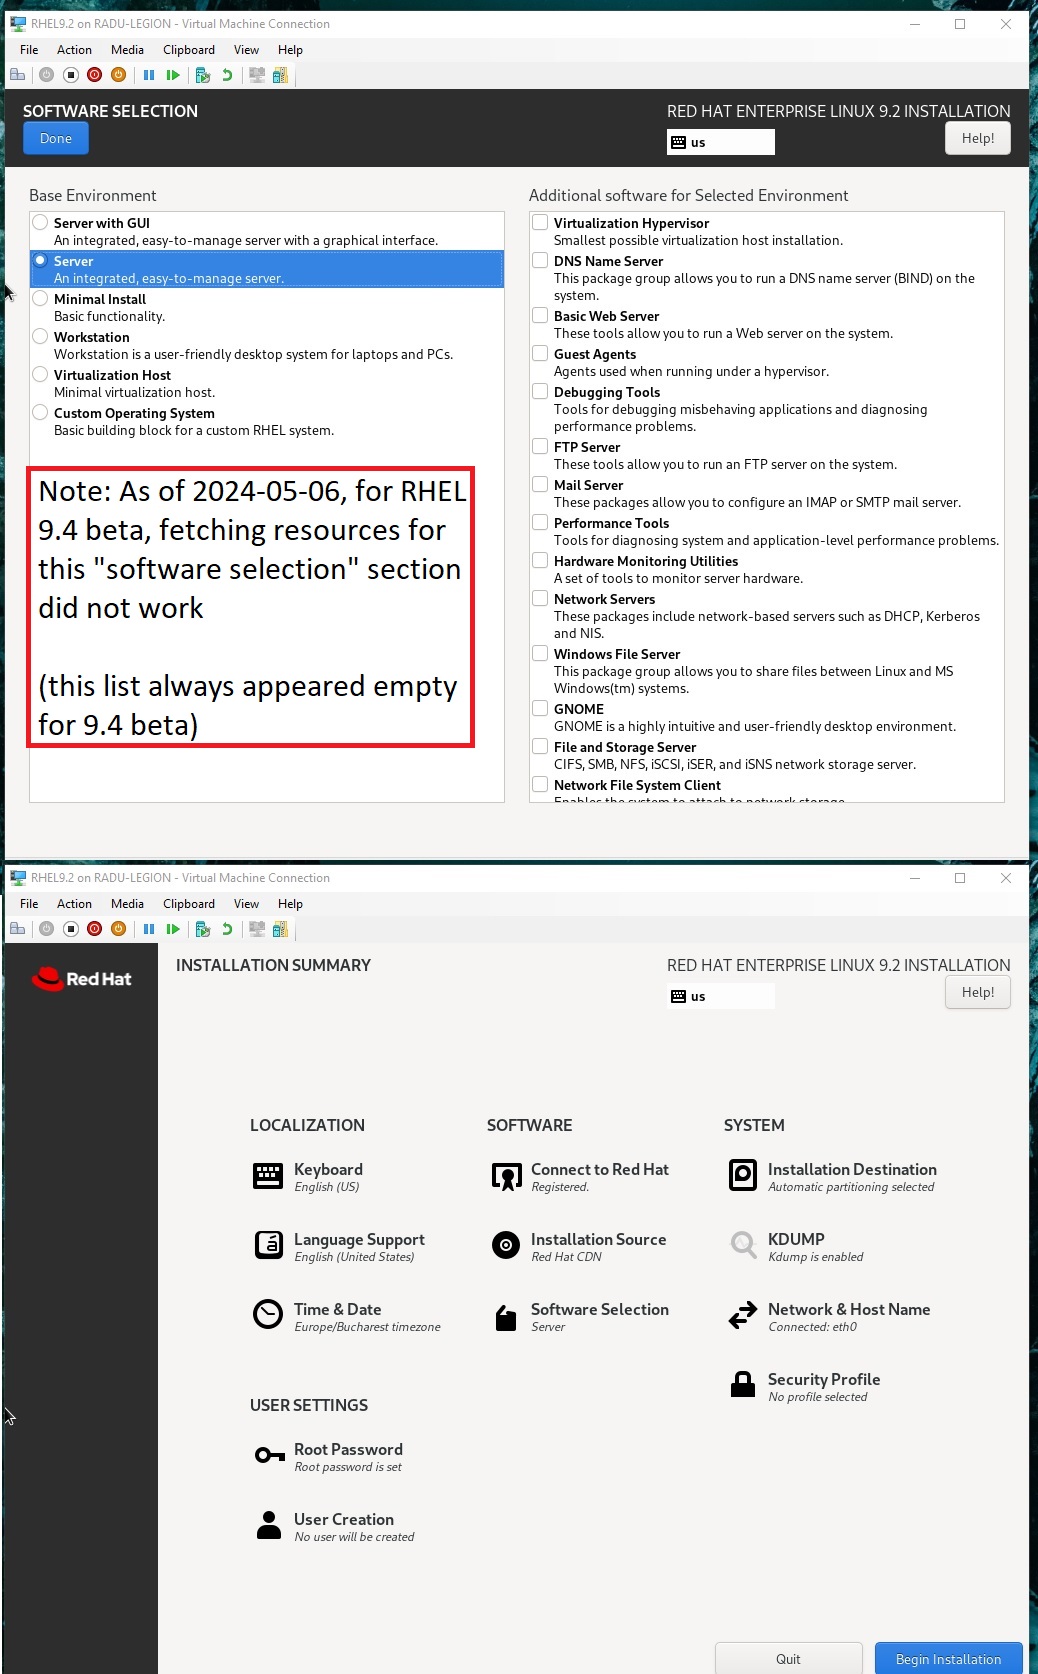 RHEL9.2 on RADU-LEGION - Virtual Machine Connection
File Action Media Clipboard View Help
SOFTWARE SELECTION
Done
RED HAT ENTERPRISE LINUX 9.2 INSTALLATION
us
Help!
Base Environment
Server with GUI
An integrated, easy-to-manage server with a graphical interface.
Server
An integrated, easy-to-manage server.
Minimal Install
Basic functionality.
Workstation
Workstation is a user-friendly desktop system for laptops and PCs.
Virtualization Host
Minimal virtualization host.
Custom Operating System
Basic building block for a custom RHEL system.
Note: As of 2024-05-06, for RHEL
9.4 beta, fetching resources for
this "software selection" section
did not work
(this list always appeared empty
for 9.4 beta)
Additional software for Selected Environment
Virtualization Hypervisor
Smallest possible virtualization host installation.
DNS Name Server
This package group allows you to run a DNS name server (BIND) on the
system.
Basic Web Server
These tools allow you to run a Web server on the system.
Guest Agents
Agents used when running under a hypervisor.
Debugging Tools
Tools for debugging misbehaving applications and diagnosing
performance problems.
FTP Server
These tools allow you to run an FTP server on the system.
Mail Server
These packages allow you to configure an IMAP or SMTP mail server.
Performance Tools
Tools for diagnosing system and application-level performance problems.
Hardware Monitoring Utilities
A set of tools to monitor server hardware.
Network Servers
These packages include network-based servers such as DHCP, Kerberos
and NIS.
Windows File Server
This package group allows you to share files between Linux and MS
Windows(tm) systems.
GNOME
GNOME is a highly intuitive and user-friendly desktop environment.
File and Storage Server
CIFS, SMB, NFS, iSCSI, iSER, and iSNS network storage server.
Network File System Client
Enables the system to attach to network storage.
RHEL9.2 on RADU-LEGION - Virtual Machine Connection
File Action Media Clipboard View Help
Red Hat
INSTALLATION SUMMARY
RED HAT ENTERPRISE LINUX 9.2 INSTALLATION
us
Help!
LOCALIZATION
Keyboard
English (US)
Language Support
English (United States)
Time & Date
Europe/Bucharest timezone
SOFTWARE
Connect to Red Hat
Registered.
Installation Source
Red Hat CDN
Software Selection
Server
SYSTEM
Installation Destination
Automatic partitioning selected
KDUMP
Kdump is enabled
Network & Host Name
Connected: eth0
Security Profile
No profile selected
USER SETTINGS
Root Password
Root password is set
User Creation
No user will be created
Quit
Begin Installation